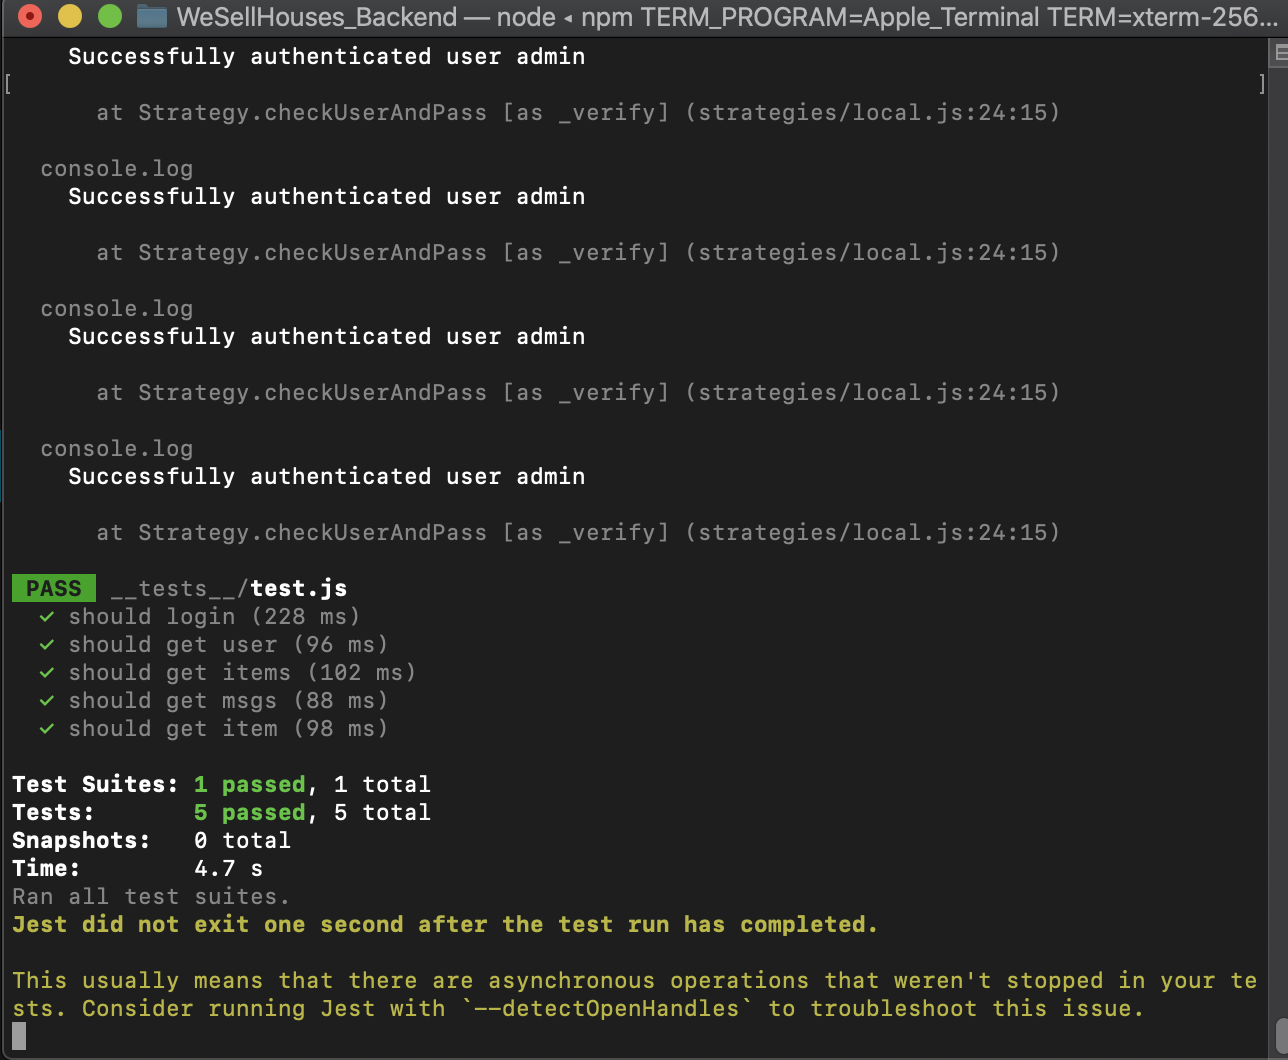 WeSellHouses_Backend — node ◂ npm TERM_PROGRAM=Apple_Terminal TERM=xterm-256...
Successfully authenticated user admin
[ ]
at Strategy.checkUserAndPass [as _verify] (strategies/local.js:24:15)
console.log
Successfully authenticated user admin
at Strategy.checkUserAndPass [as _verify] (strategies/local.js:24:15)
console.log
Successfully authenticated user admin
at Strategy.checkUserAndPass [as _verify] (strategies/local.js:24:15)
console.log
Successfully authenticated user admin
at Strategy.checkUserAndPass [as _verify] (strategies/local.js:24:15)
PASS __tests__/test.js
✓ should login (228 ms)
✓ should get user (96 ms)
✓ should get items (102 ms)
✓ should get msgs (88 ms)
✓ should get item (98 ms)
Test Suites: 1 passed, 1 total
Tests: 5 passed, 5 total
Snapshots: 0 total
Time: 4.7 s
Ran all test suites.
Jest did not exit one second after the test run has completed.
This usually means that there are asynchronous operations that weren't stopped in your te
sts. Consider running Jest with `--detectOpenHandles` to troubleshoot this issue.